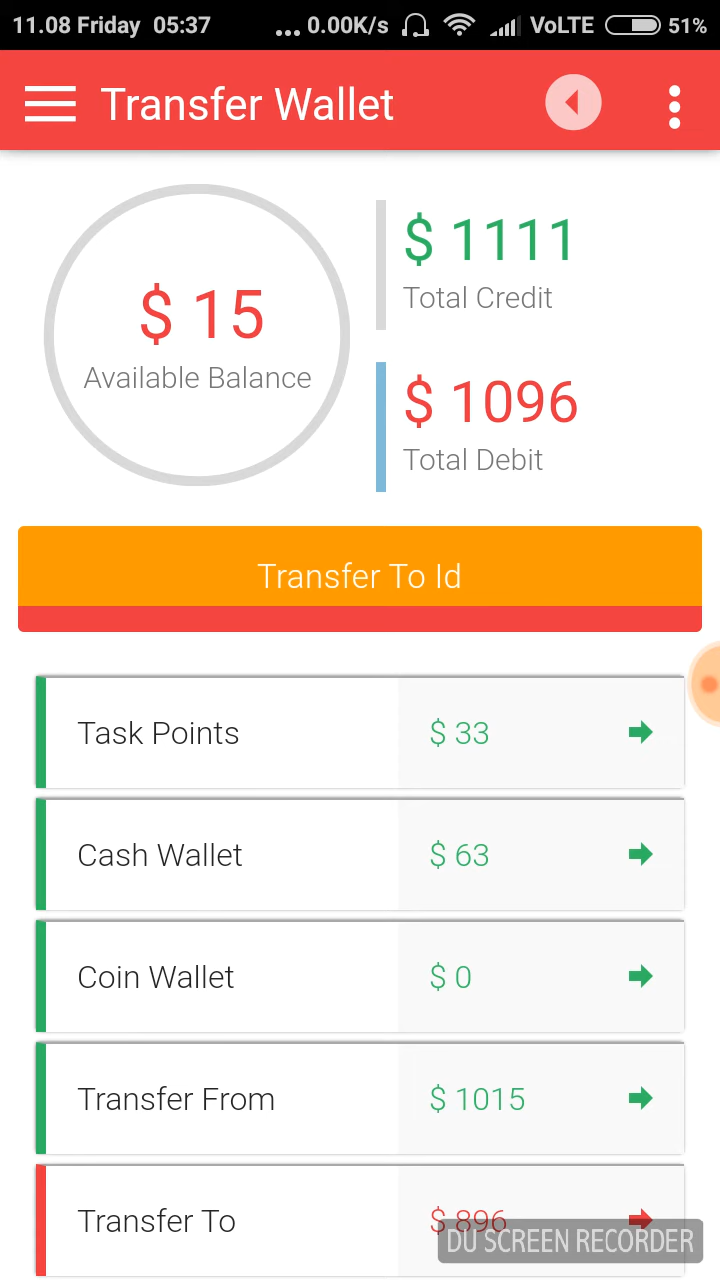 11.08 Friday 05:37 ... 0.00K/s VoLTE 51%
Transfer Wallet
$ 15
Available Balance
$ 1111
Total Credit
$ 1096
Total Debit
Transfer To Id
Task Points $ 33
Cash Wallet $ 63
Coin Wallet $ 0
Transfer From $ 1015
Transfer To $ 896
DU SCREEN RECORDER